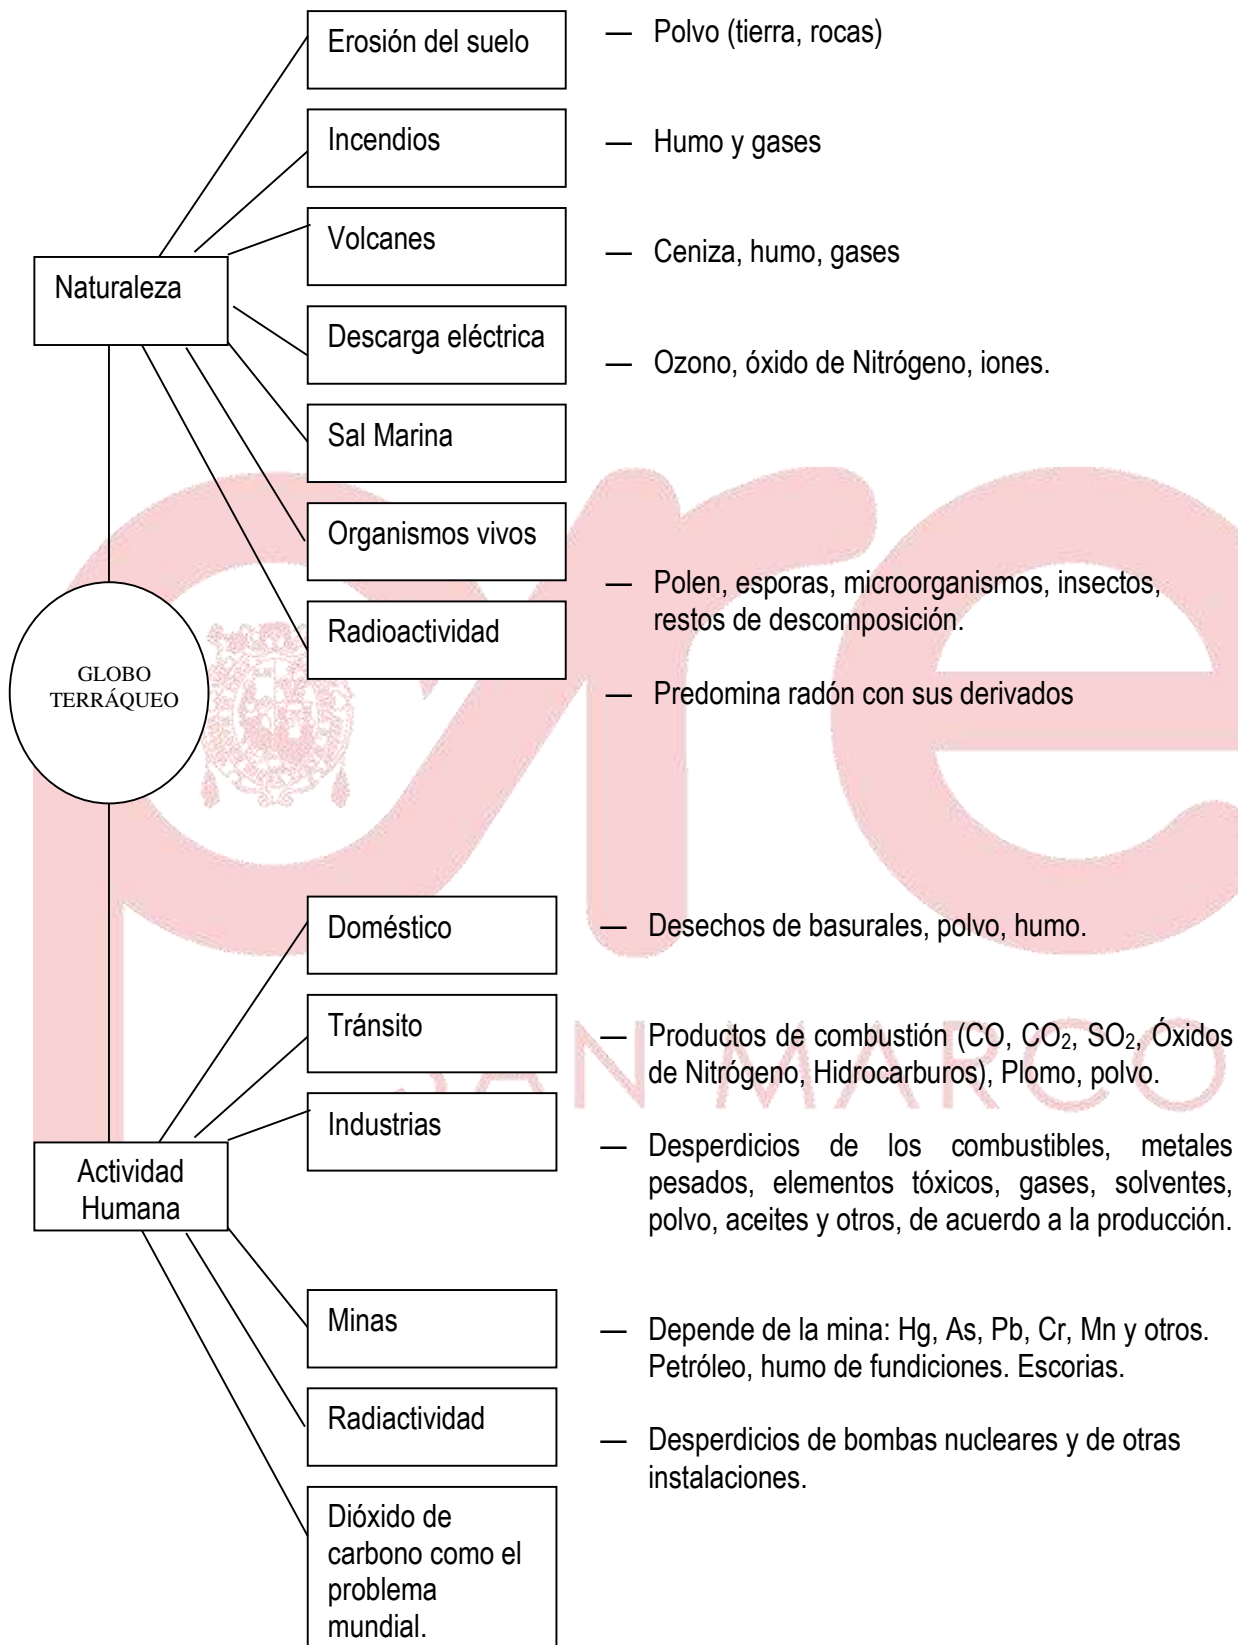 Erosión del suelo
— Polvo (tierra, rocas)
Incendios
— Humo y gases
Volcanes
— Ceniza, humo, gases
Naturaleza
Descarga eléctrica
— Ozono, óxido de Nitrógeno, iones.
Sal Marina
Organismos vivos
— Polen, esporas, microorganismos, insectos,
restos de descomposición.
Radioactividad
— Predomina radón con sus derivados
GLOBO
TERRÁQUEO
pre
SAN MARCO
Doméstico
— Desechos de basurales, polvo, humo.
Tránsito
— Productos de combustión (CO, CO₂, SO₂, Óxidos
de Nitrógeno, Hidrocarburos), Plomo, polvo.
Industrias
— Desperdicios de los combustibles, metales
pesados, elementos tóxicos, gases, solventes,
polvo, aceites y otros, de acuerdo a la producción.
Actividad
Humana
Minas
— Depende de la mina: Hg, As, Pb, Cr, Mn y otros.
Petróleo, humo de fundiciones. Escorias.
Radiactividad
— Desperdicios de bombas nucleares y de otras
instalaciones.
Dióxido de
carbono como el
problema
mundial.